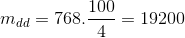 m_{dd} = 768.\frac{100}{4} = 19200